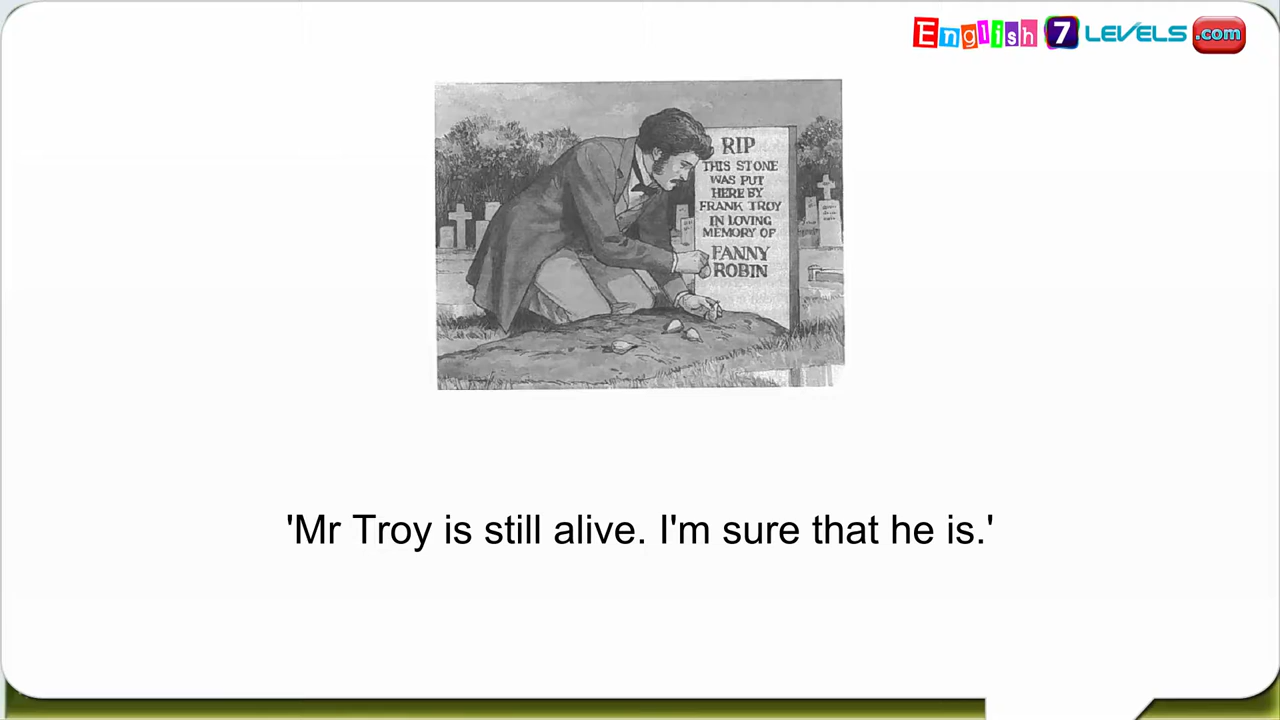 English 7 LEVELS .com
RIP
THIS STONE
WAS PUT
HERE BY
FRANK TROY
IN LOVING
MEMORY OF
FANNY
ROBIN
'Mr Troy is still alive. I'm sure that he is.'